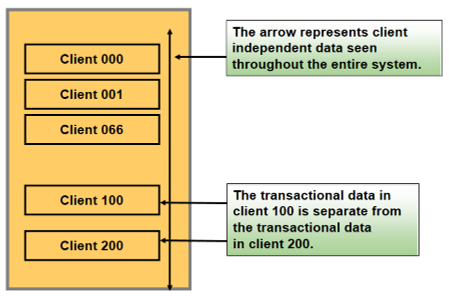 Client 000
Client 001
Client 066
Client 100
Client 200
The arrow represents client
independent data seen
throughout the entire system.
The transactional data in
client 100 is separate from
the transactional data
in client 200.